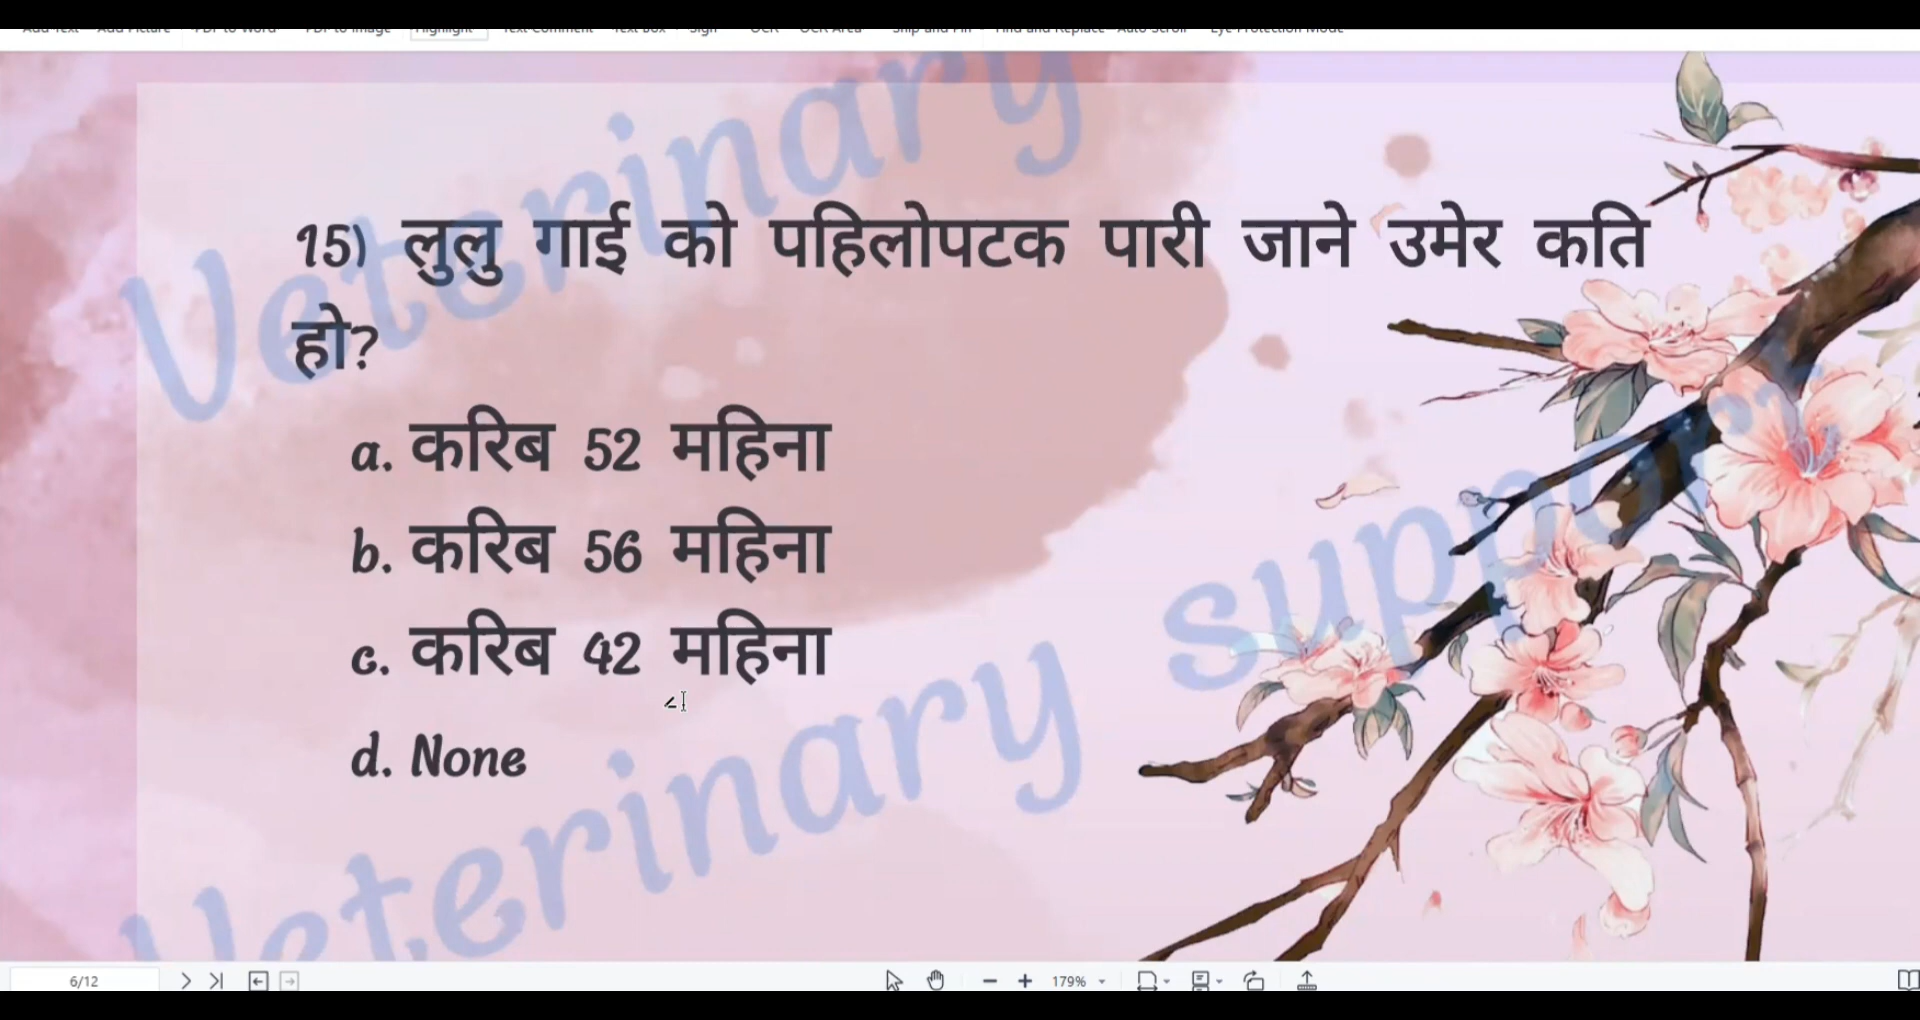 15) लुलु गाई को पहिलोपटक पारी जाने उमेर कति
हो?
a. करिब 52 महिना
b. करिब 56 महिना
c. करिब 42 महिना
d. None
Veterinary
Veterinary support
6/12
179%